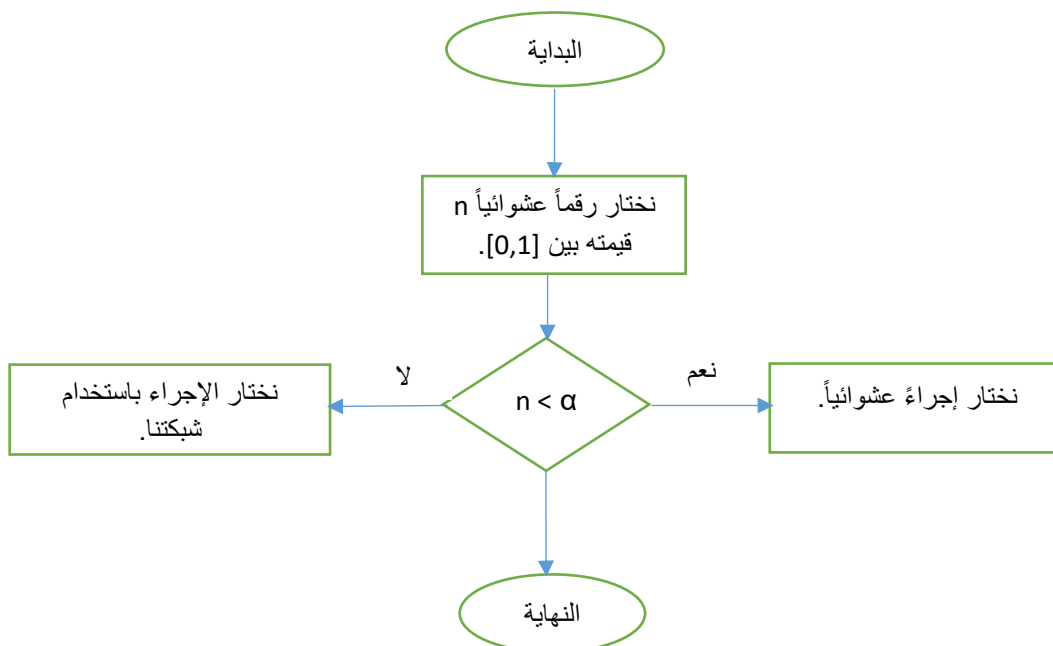 البداية
نختار رقماً عشوائياً n
قيمته بين [0,1].
نعم
لا
n < α
نختار إجراءً عشوائياً.
نختار الإجراء باستخدام
شبكتنا.
النهاية